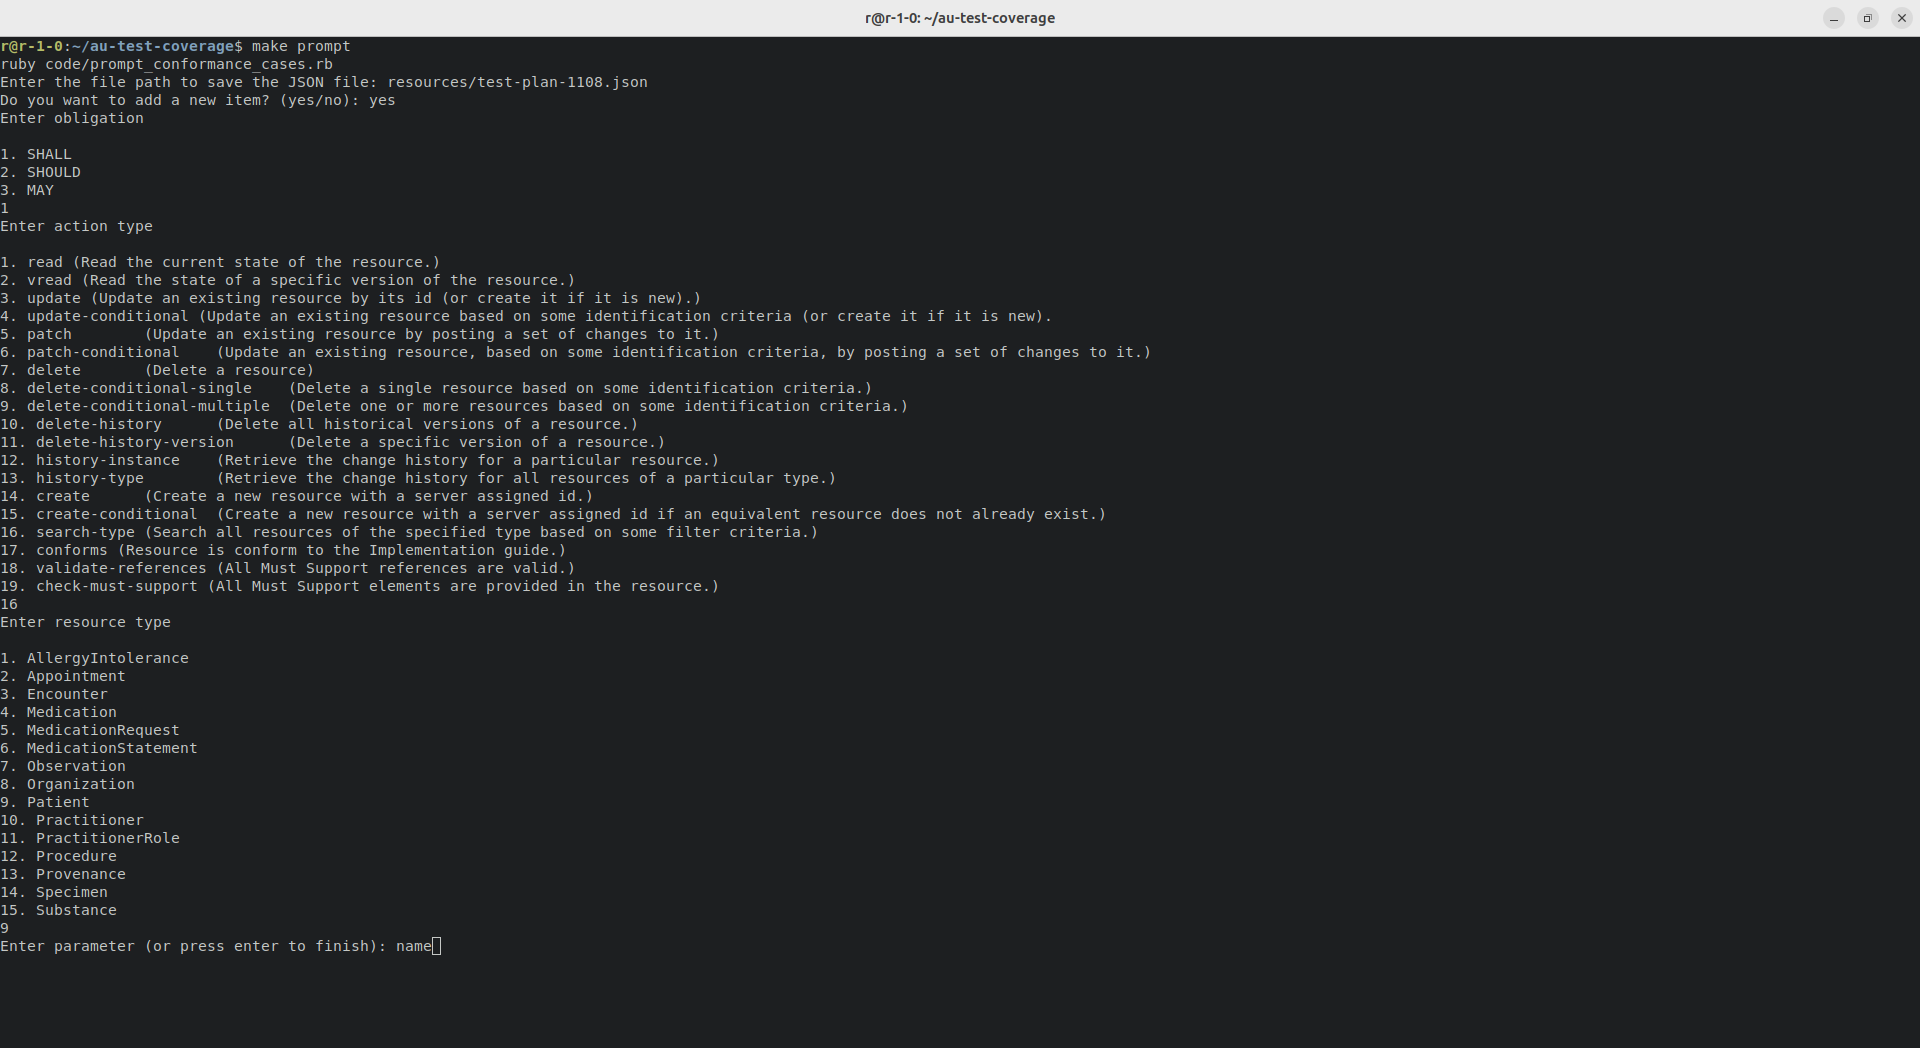 r@r-1-0: ~/au-test-coverage
r@r-1-0:~/au-test-coverage$ make prompt
ruby code/prompt_conformance_cases.rb
Enter the file path to save the JSON file: resources/test-plan-1108.json
Do you want to add a new item? (yes/no): yes
Enter obligation
1. SHALL
2. SHOULD
3. MAY
1
Enter action type
1. read (Read the current state of the resource.)
2. vread (Read the state of a specific version of the resource.)
3. update (Update an existing resource by its id (or create it if it is new).)
4. update-conditional (Update an existing resource based on some identification criteria (or create it if it is new).
5. patch        (Update an existing resource by posting a set of changes to it.)
6. patch-conditional    (Update an existing resource, based on some identification criteria, by posting a set of changes to it.)
7. delete       (Delete a resource)
8. delete-conditional-single    (Delete a single resource based on some identification criteria.)
9. delete-conditional-multiple  (Delete one or more resources based on some identification criteria.)
10. delete-history      (Delete all historical versions of a resource.)
11. delete-history-version      (Delete a specific version of a resource.)
12. history-instance    (Retrieve the change history for a particular resource.)
13. history-type        (Retrieve the change history for all resources of a particular type.)
14. create      (Create a new resource with a server assigned id.)
15. create-conditional  (Create a new resource with a server assigned id if an equivalent resource does not already exist.)
16. search-type (Search all resources of the specified type based on some filter criteria.)
17. conforms (Resource is conform to the Implementation guide.)
18. validate-references (All Must Support references are valid.)
19. check-must-support (All Must Support elements are provided in the resource.)
16
Enter resource type
1. AllergyIntolerance
2. Appointment
3. Encounter
4. Medication
5. MedicationRequest
6. MedicationStatement
7. Observation
8. Organization
9. Patient
10. Practitioner
11. PractitionerRole
12. Procedure
13. Provenance
14. Specimen
15. Substance
9
Enter parameter (or press enter to finish): name